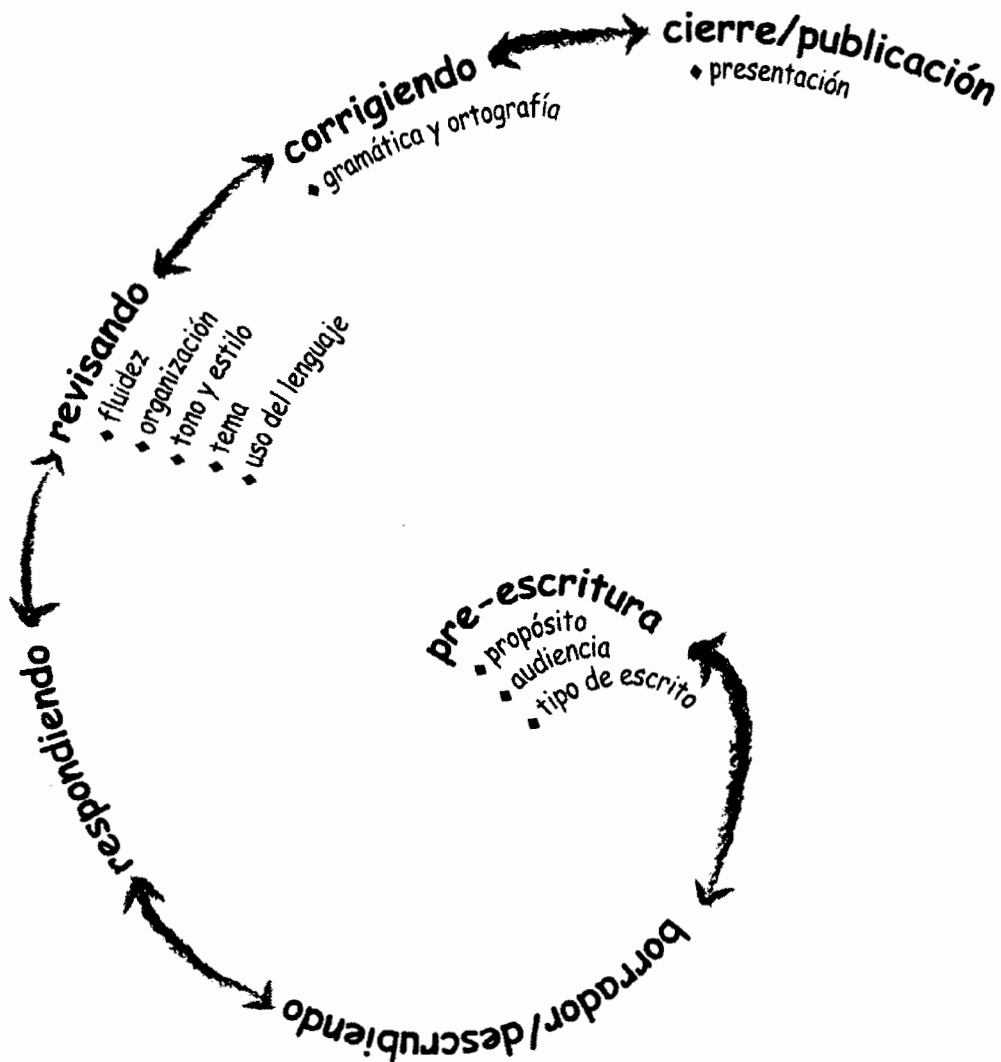 cierre/publicación
♦ presentación
corrigiendo
♦ gramática y ortografía
revisando
♦ fluidez
♦ organización
♦ tono y estilo
♦ tema
♦ uso del lenguaje
respondiendo
borrador/descrubiendo
pre-escritura
▪ propósito
▪ audiencia
▪ tipo de escrito